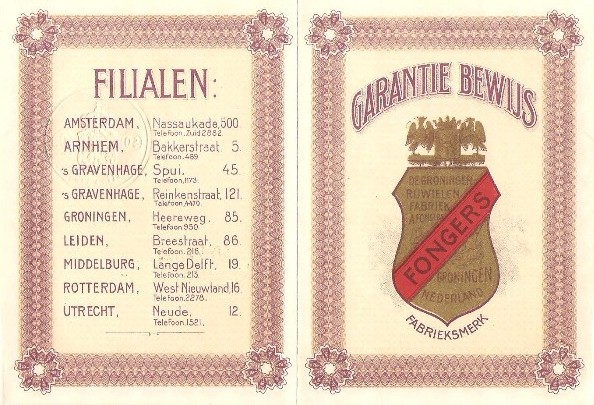 FILIALEN:
AMSTERDAM, Nassaukade, 500.
Telefoon, Zuid 2882.
ARNHEM, Bakkerstraat, 5.
Telefoon, 489.
's GRAVENHAGE, Spui, 45.
Telefoon, 1173.
's GRAVENHAGE, Reinkenstraat, 121.
Telefoon, 4470.
GRONINGEN, Heereweg, 85.
Telefoon 950.
LEIDEN, Breestraat, 86.
Telefoon, 216.
MIDDELBURG, Lange Delft, 19.
Telefoon, 215.
ROTTERDAM, West Nieuwland, 16.
Telefoon, 2278.
UTRECHT, Neude, 12.
Telefoon, 1521.
GARANTIE BEWIJS
DE GRONINGER
RIJWIELEN
FABRIEK
A. FONGERS
FONGERS
GRONINGEN
NEDERLAND
FABRIEKSMERK